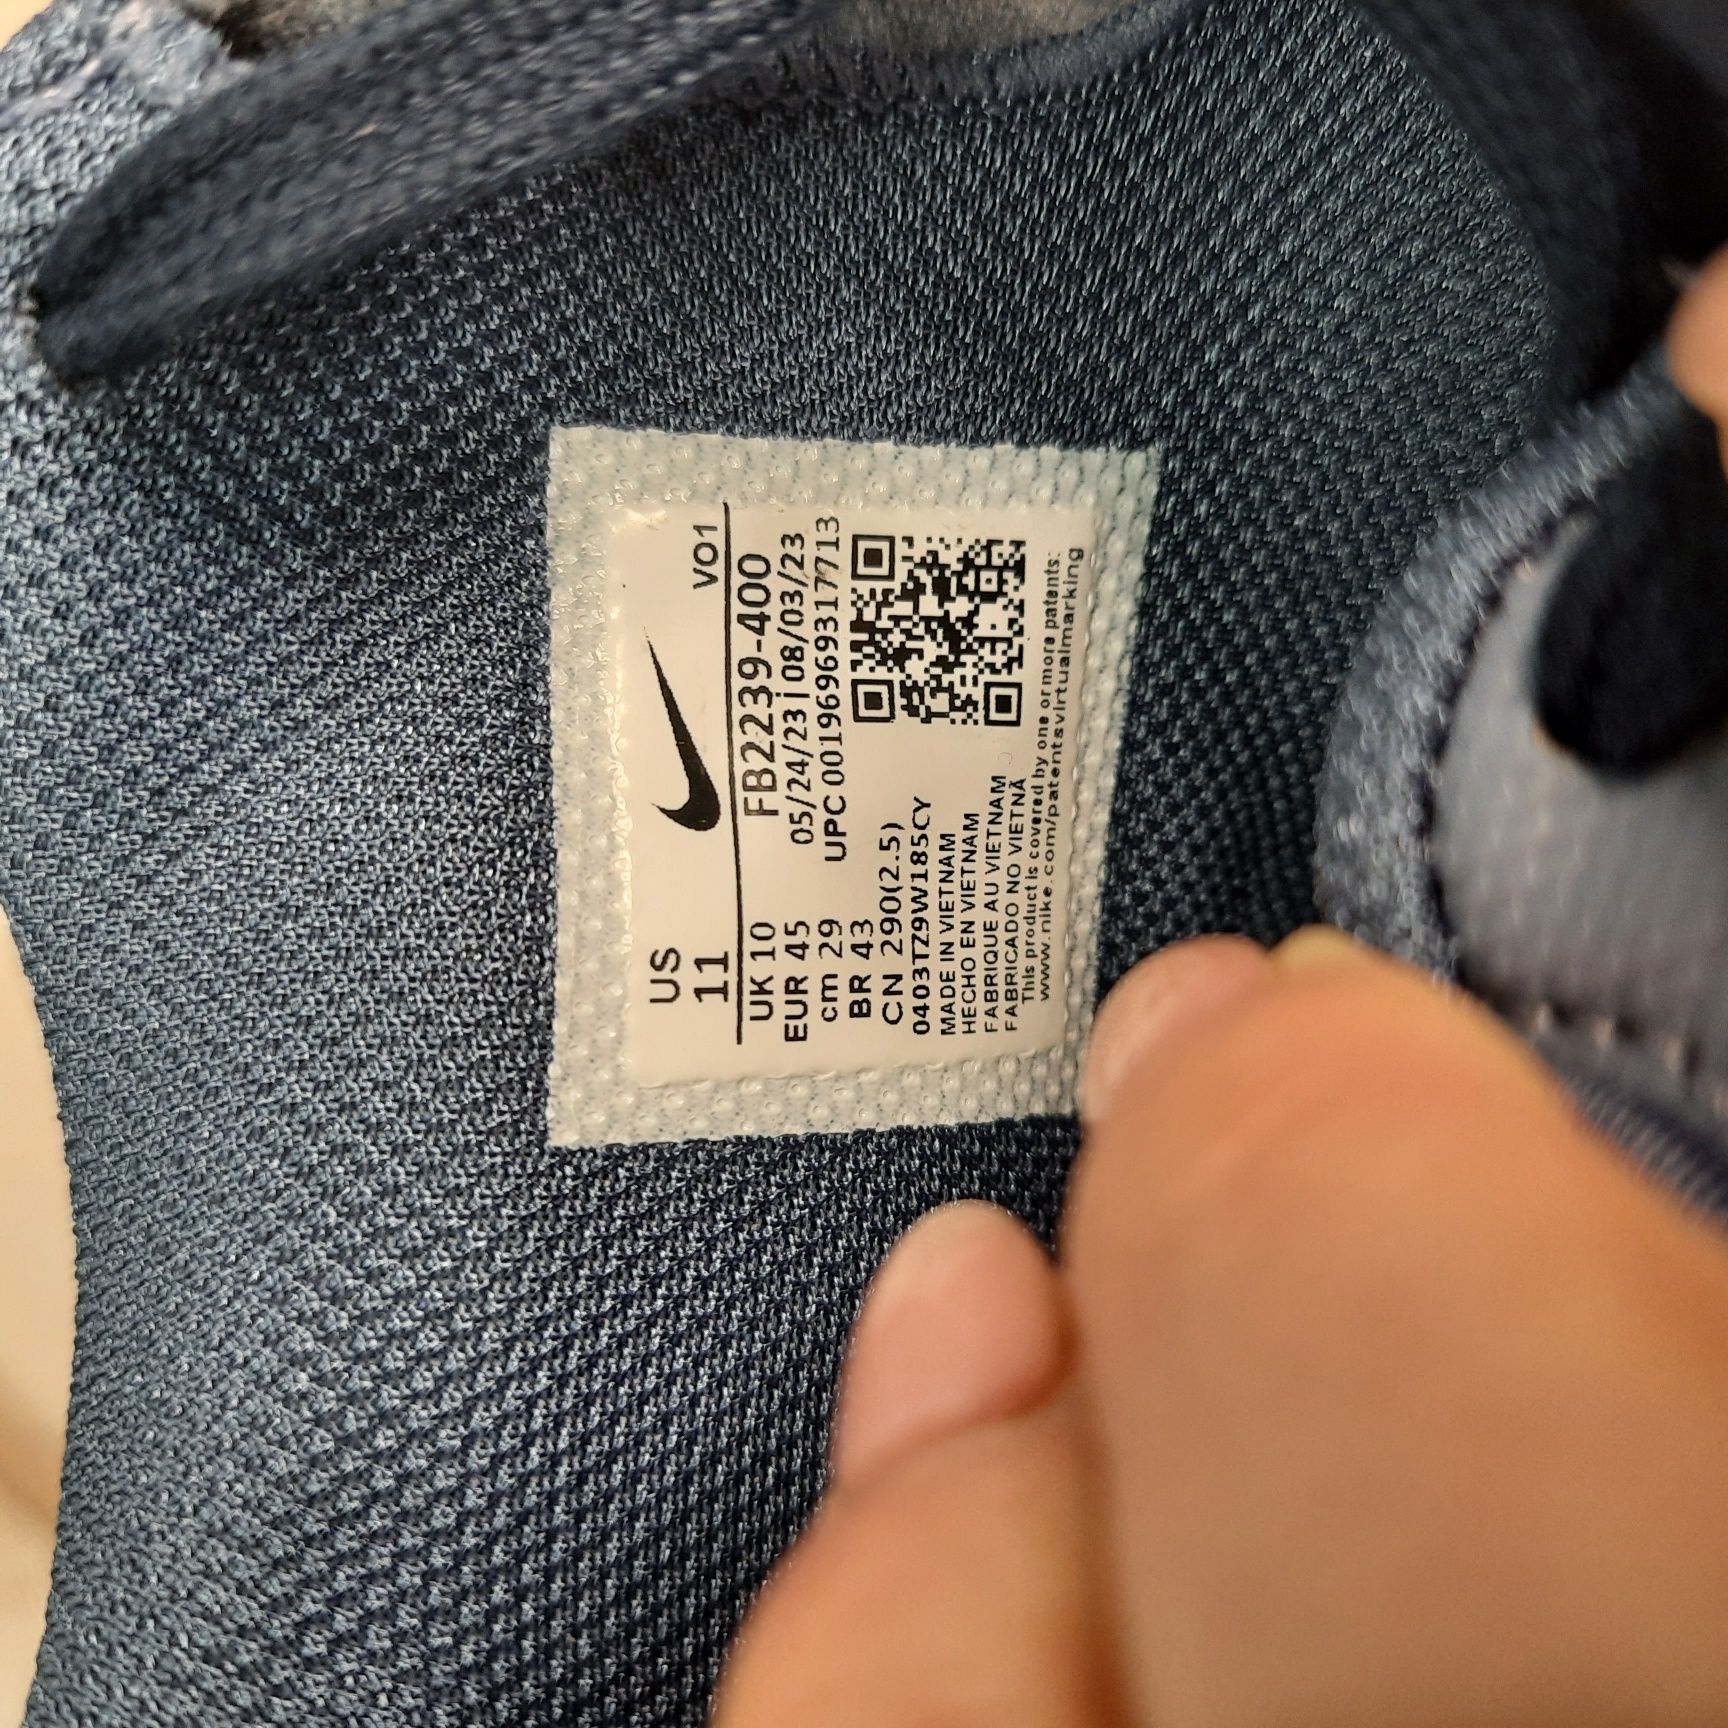 US
11
VO1
UK 10
FB2239-400
EUR 45
05/24/23 | 08/03/23
cm 29
UPC 00196969317713
BR 43
CN 290(2.5)
0403TZ9W185CY
MADE IN VIETNAM
HECHO EN VIETNAM
FABRIQUE AU VIETNAM
FABRICADO NO VIETNÃ
This product is covered by one or more patents:
www.nike.com/patentsvirtualmarking